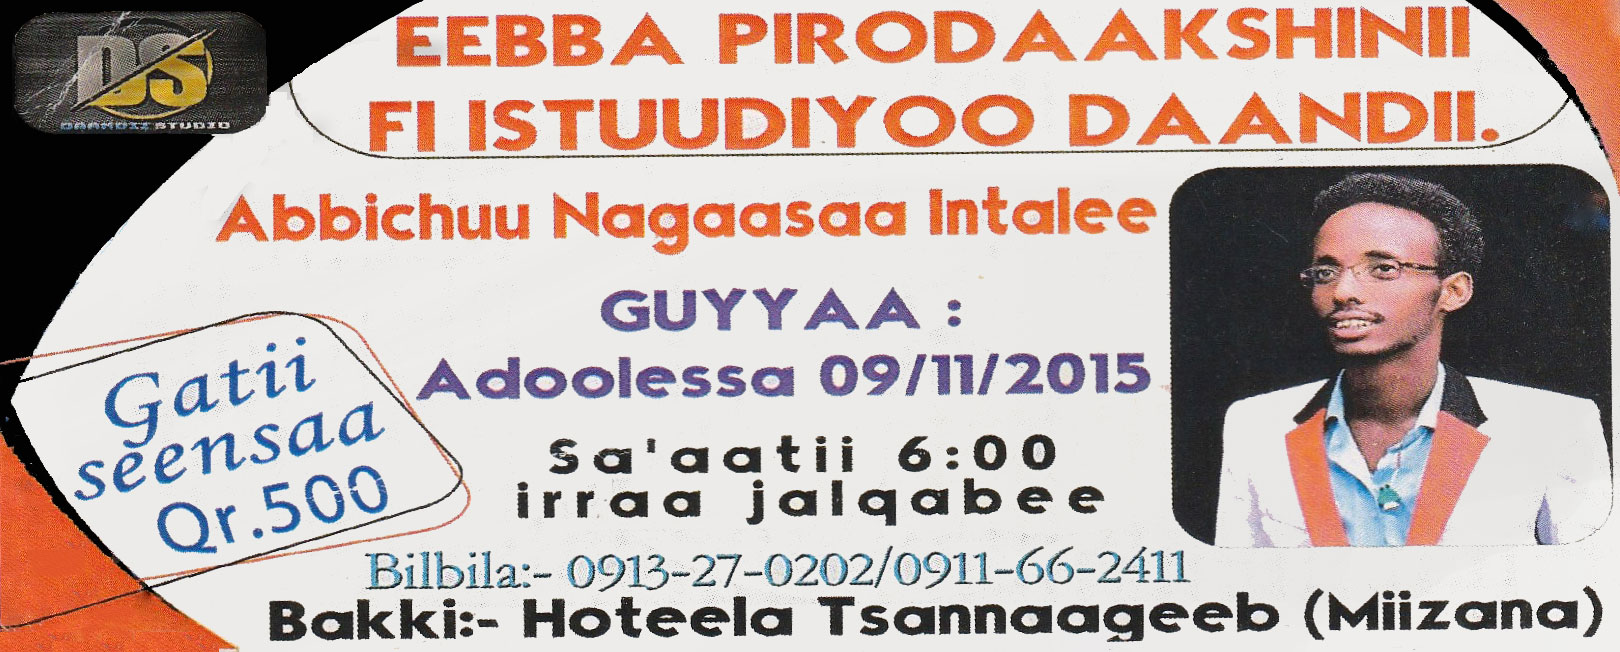 DS
DAANDII STUDIO
EEBBA PIRODAAKSHINII
FI ISTUUDIYOO DAANDII.
Abbichuu Nagaasaa Intalee
GUYYAA :
Adoolessa 09/11/2015
Gatii
seensaa
Qr.500
Sa'aatii 6:00
irraa jalqabee
Bilbila:- 0913-27-0202/0911-66-2411
Bakki:- Hoteela Tsannaageeb (Miizana)